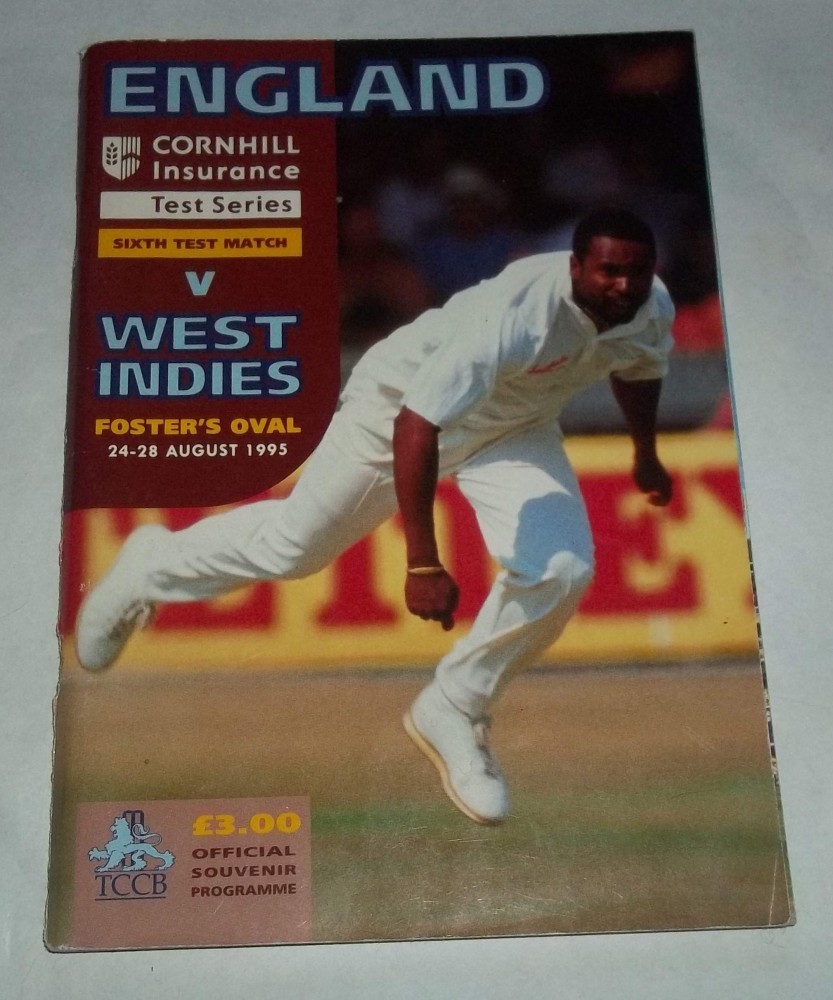 ENGLAND
CORNHILL
Insurance
Test Series
SIXTH TEST MATCH
V
WEST
INDIES
FOSTER'S OVAL
24-28 AUGUST 1995
£3.00
OFFICIAL
SOUVENIR
PROGRAMME
TCCB